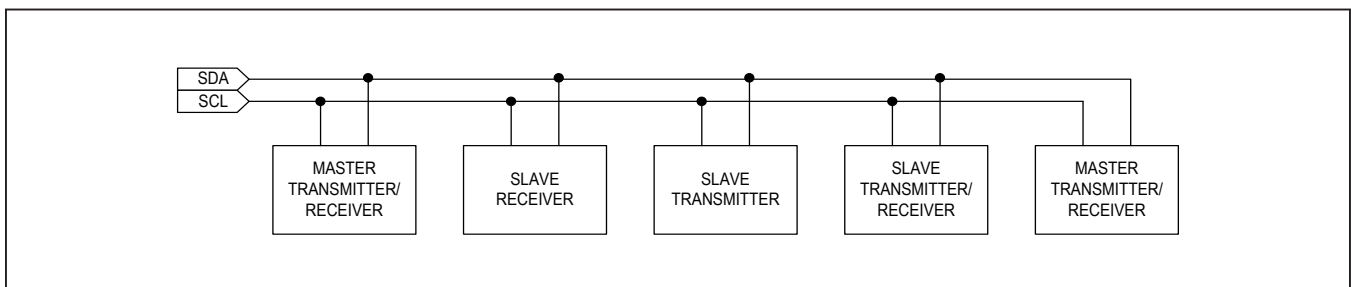 SDA
SCL
MASTER
TRANSMITTER/
RECEIVER
SLAVE
RECEIVER
SLAVE
TRANSMITTER
SLAVE
TRANSMITTER/
RECEIVER
MASTER
TRANSMITTER/
RECEIVER